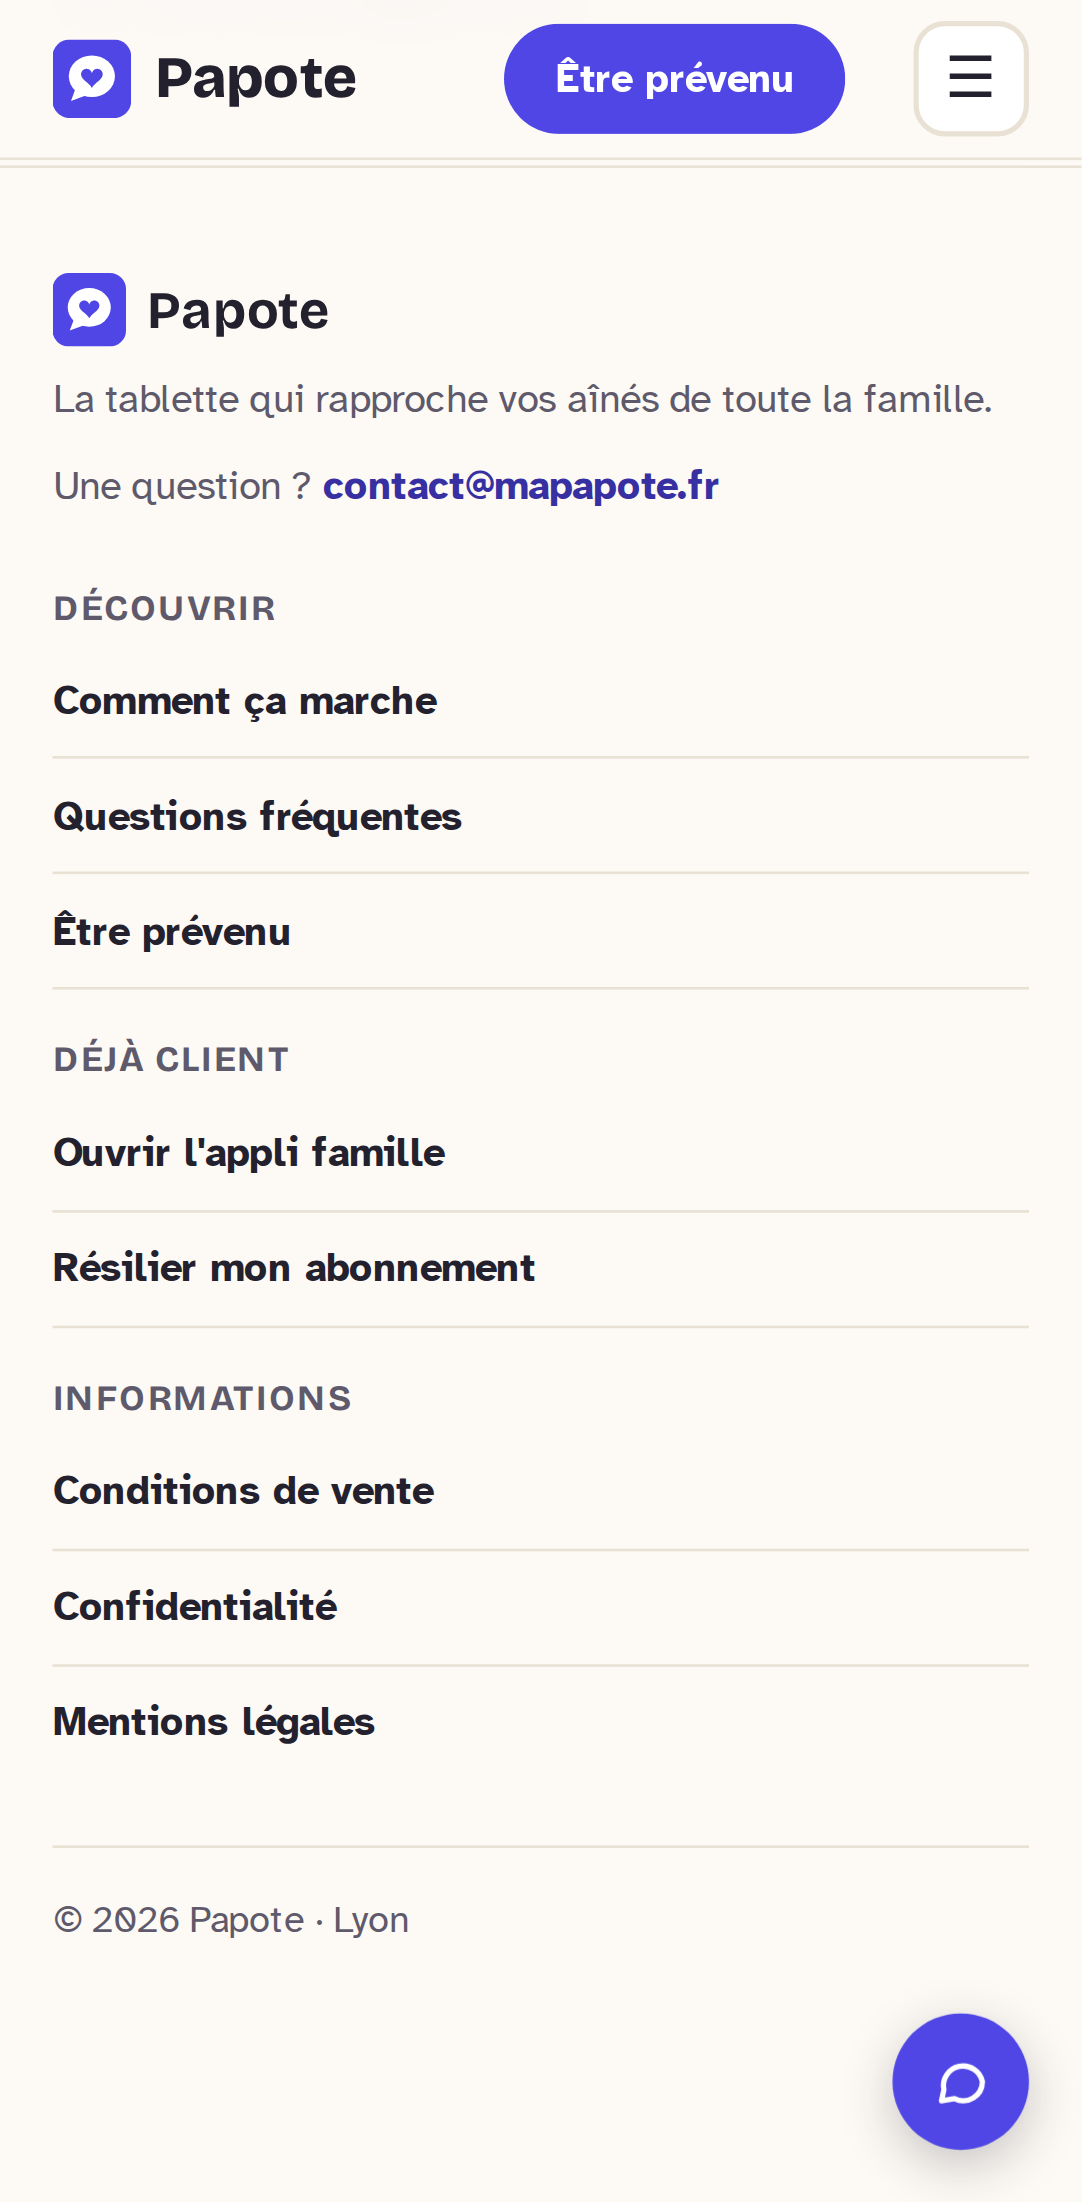 Papote
Être prévenu
Papote
La tablette qui rapproche vos aînés de toute la famille.
Une question ? contact@mapapote.fr
DÉCOUVRIR
Comment ça marche
Questions fréquentes
Être prévenu
DÉJÀ CLIENT
Ouvrir l'appli famille
Résilier mon abonnement
INFORMATIONS
Conditions de vente
Confidentialité
Mentions légales
© 2026 Papote · Lyon